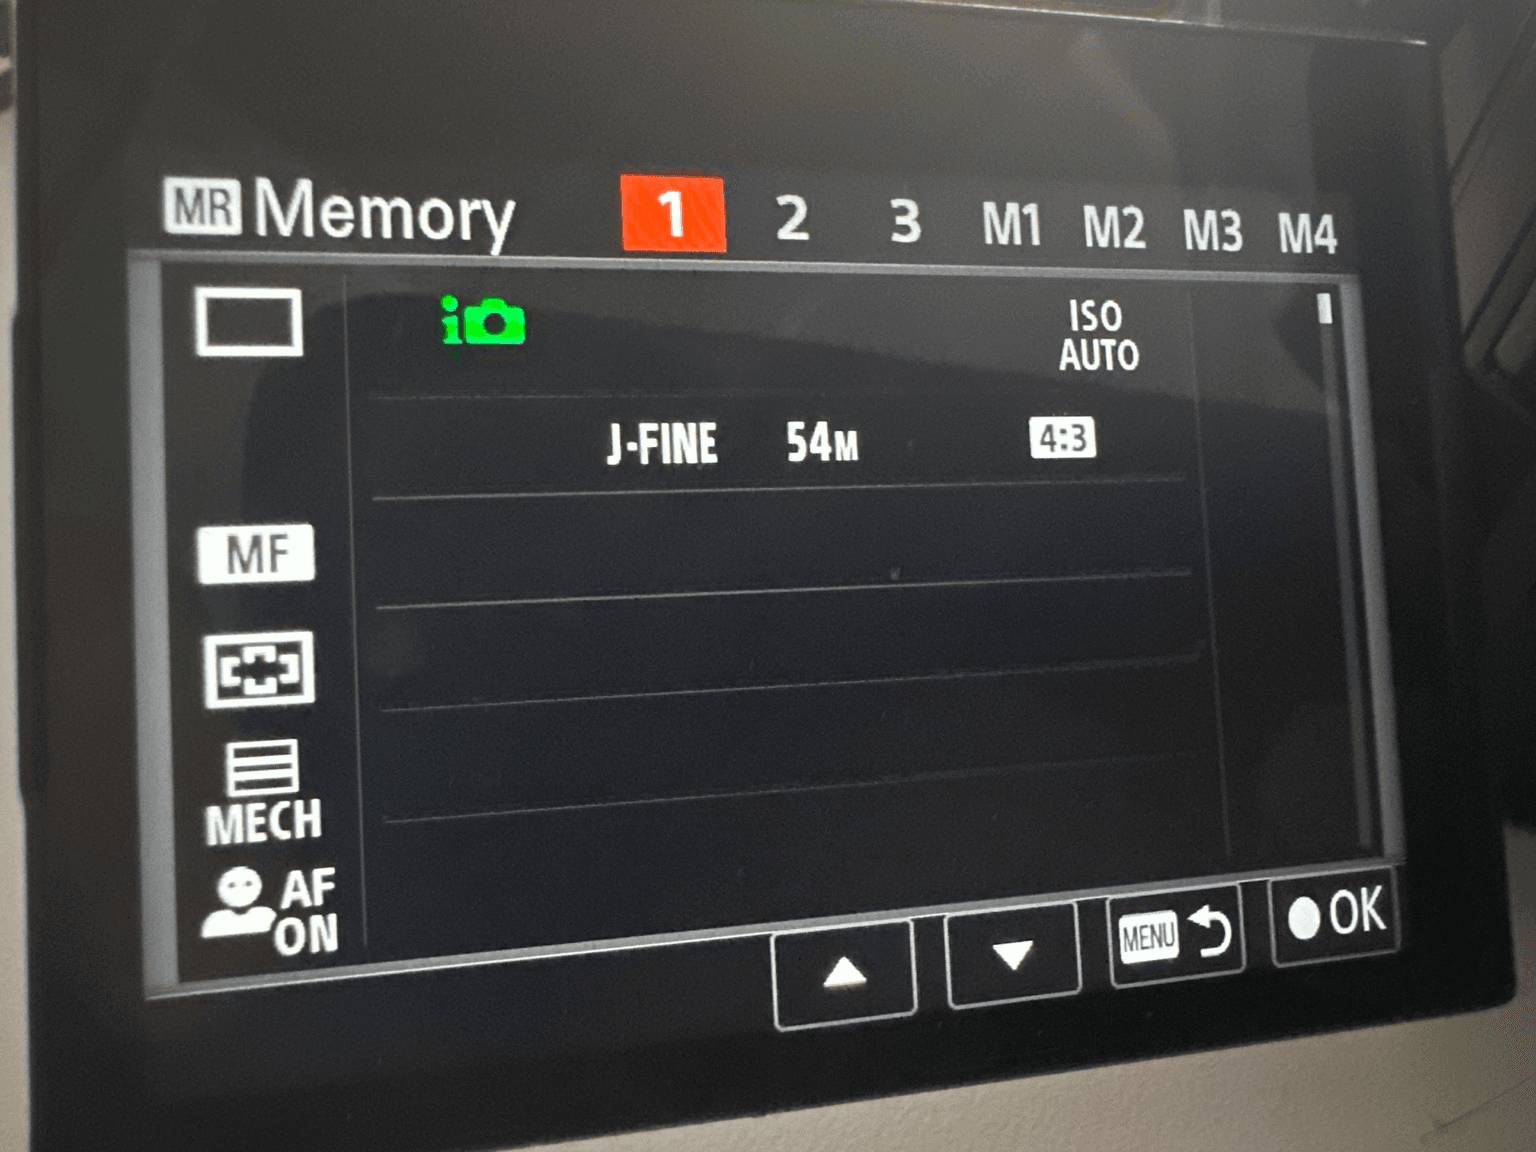 MR Memory 1 2 3 M1 M2 M3 M4
i ISO AUTO
J-FINE 54M 4:3
MF
MECH
AF ON
MENU OK